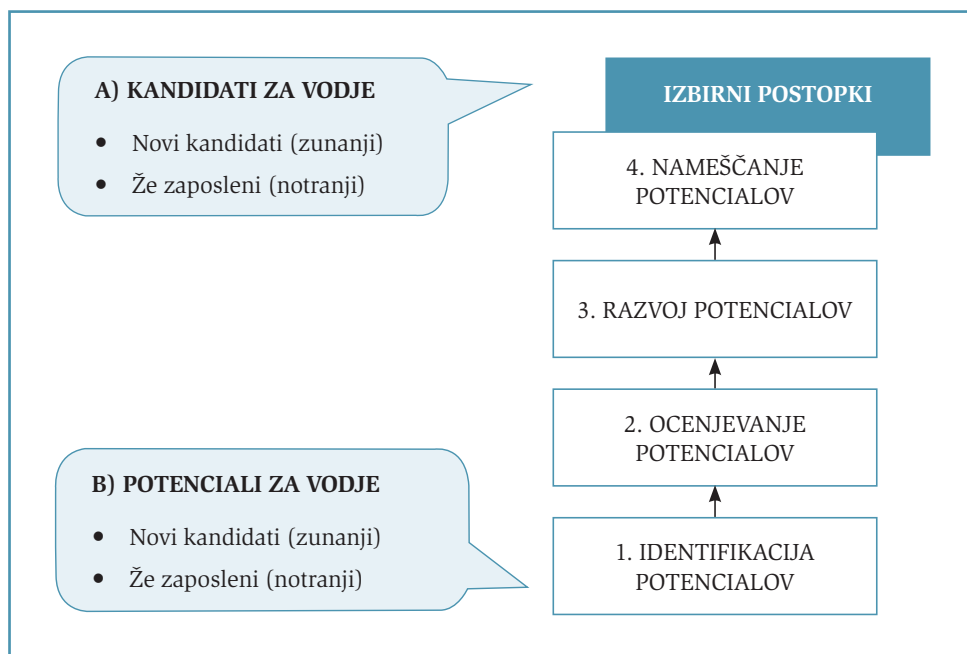 A) KANDIDATI ZA VODJE
• Novi kandidati (zunanji)
• Že zaposleni (notranji)
IZBIRNI POSTOPKI
4. NAMEŠČANJE
POTENCIALOV
3. RAZVOJ POTENCIALOV
2. OCENJEVANJE
POTENCIALOV
B) POTENCIALI ZA VODJE
• Novi kandidati (zunanji)
• Že zaposleni (notranji)
1. IDENTIFIKACIJA
POTENCIALOV